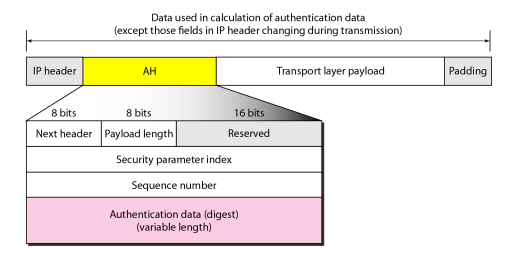 Data used in calculation of authentication data
(except those fields in IP header changing during transmission)
IP header AH Transport layer payload Padding
8 bits 8 bits 16 bits
Next header Payload length Reserved
Security parameter index
Sequence number
Authentication data (digest)
(variable length)